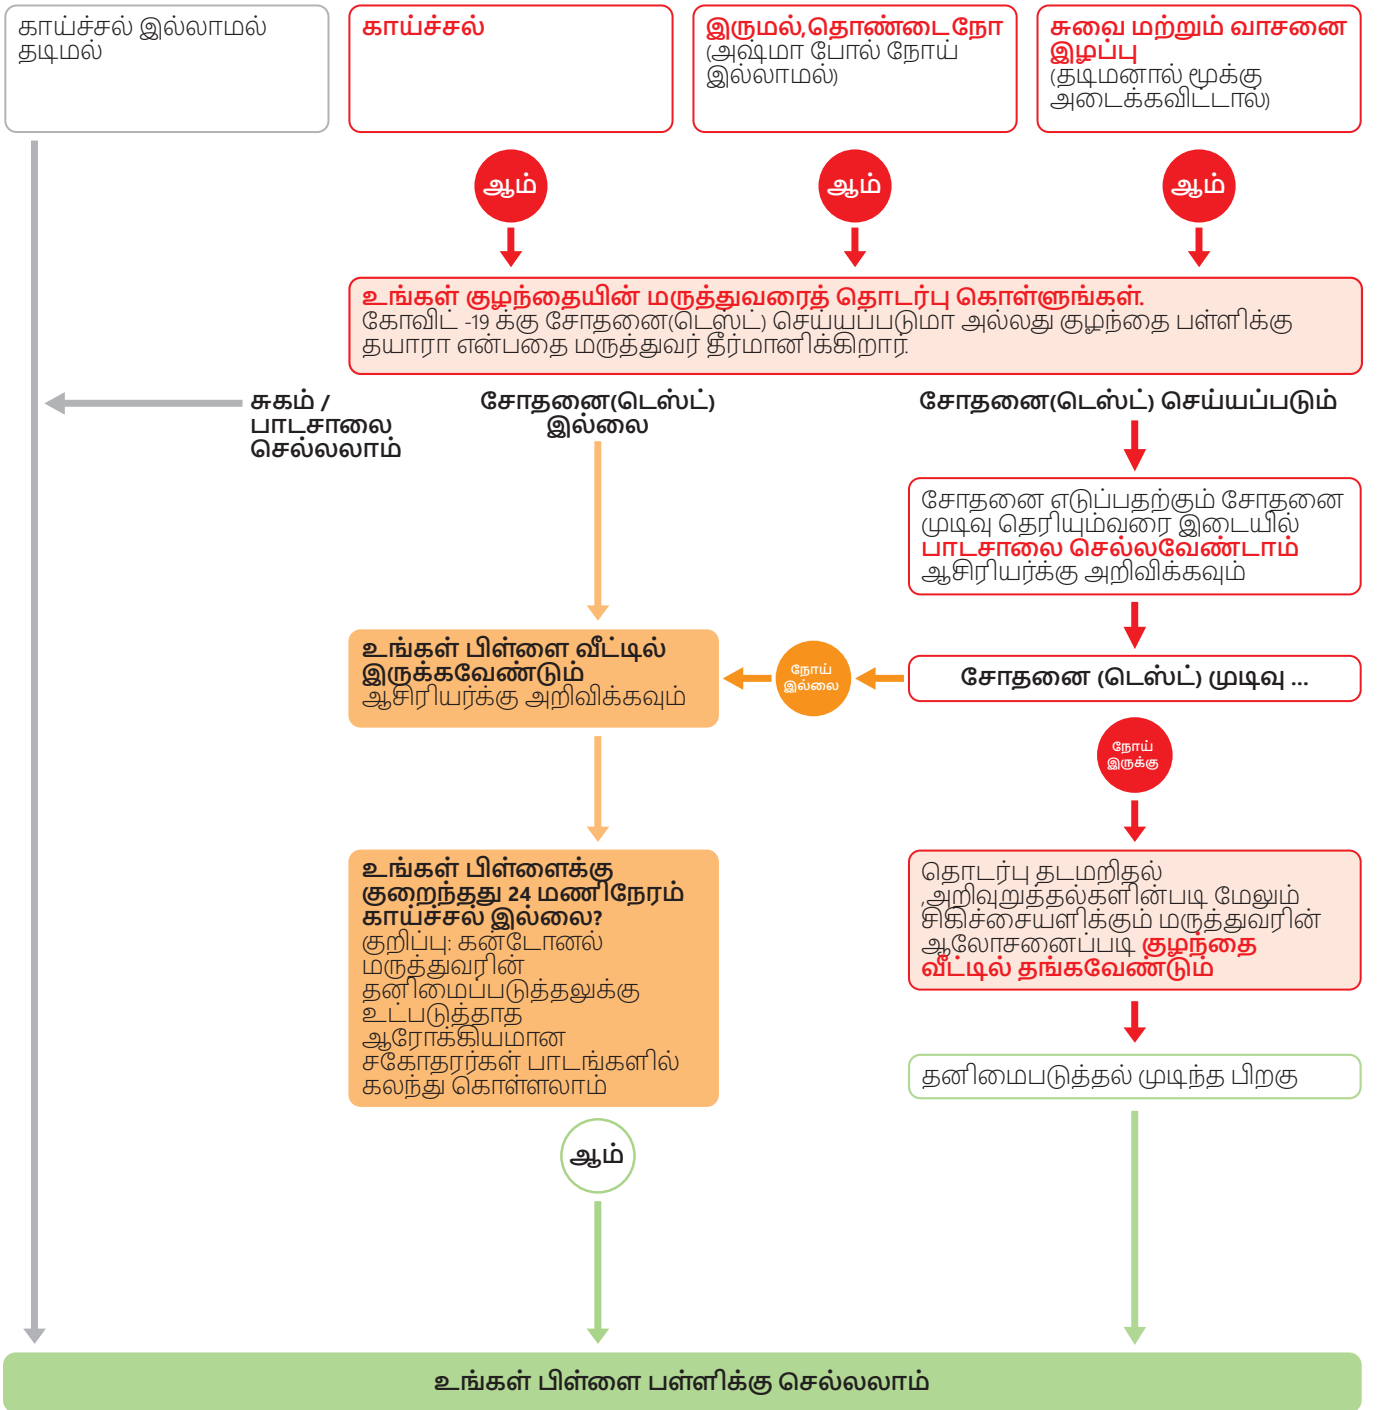 காய்ச்சல் இல்லாமல்
தடிமல்
காய்ச்சல்
இருமல்,தொண்டைநோ
(அஷ்மா போல் நோய்
இல்லாமல்)
சுவை மற்றும் வாசனை
இழப்பு
(தடிமனால் மூக்கு
அடைக்கவிட்டால்)
ஆம்
ஆம்
ஆம்
உங்கள் குழந்தையின் மருத்துவரைத் தொடர்பு கொள்ளுங்கள்.
கோவிட் -19 க்கு சோதனை(டெஸ்ட்) செய்யப்படுமா அல்லது குழந்தை பள்ளிக்கு
தயாரா என்பதை மருத்துவர் தீர்மானிக்கிறார்.
சுகம் /
பாடசாலை
செல்லலாம்
சோதனை(டெஸ்ட்)
இல்லை
சோதனை(டெஸ்ட்) செய்யப்படும்
சோதனை எடுப்பதற்கும் சோதனை
முடிவு தெரியும்வரை இடையில்
பாடசாலை செல்லவேண்டாம்
ஆசிரியர்க்கு அறிவிக்கவும்
உங்கள் பிள்ளை வீட்டில்
இருக்கவேண்டும்
ஆசிரியர்க்கு அறிவிக்கவும்
நோய்
இல்லை
சோதனை (டெஸ்ட்) முடிவு ...
நோய்
இருக்கு
உங்கள் பிள்ளைக்கு
குறைந்தது 24 மணிநேரம்
காய்ச்சல் இல்லை?
குறிப்பு: கன்டோனல்
மருத்துவரின்
தனிமைப்படுத்தலுக்கு
உட்படுத்தாத
ஆரோக்கியமான
சகோதரர்கள் பாடங்களில்
கலந்து கொள்ளலாம்
தொடர்பு தடமறிதல்
,அறிவுறுத்தல்களின்படி மேலும்
சிகிச்சையளிக்கும் மருத்துவரின்
ஆலோசனைப்படி குழந்தை
வீட்டில் தங்கவேண்டும்
தனிமைபடுத்தல் முடிந்த பிறகு
ஆம்
உங்கள் பிள்ளை பள்ளிக்கு செல்லலாம்